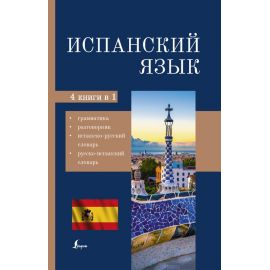 ИСПАНСКИЙ
ЯЗЫК
4 книги в 1
• грамматика
• разговорник
• испанско-русский
словарь
• русско-испанский
словарь